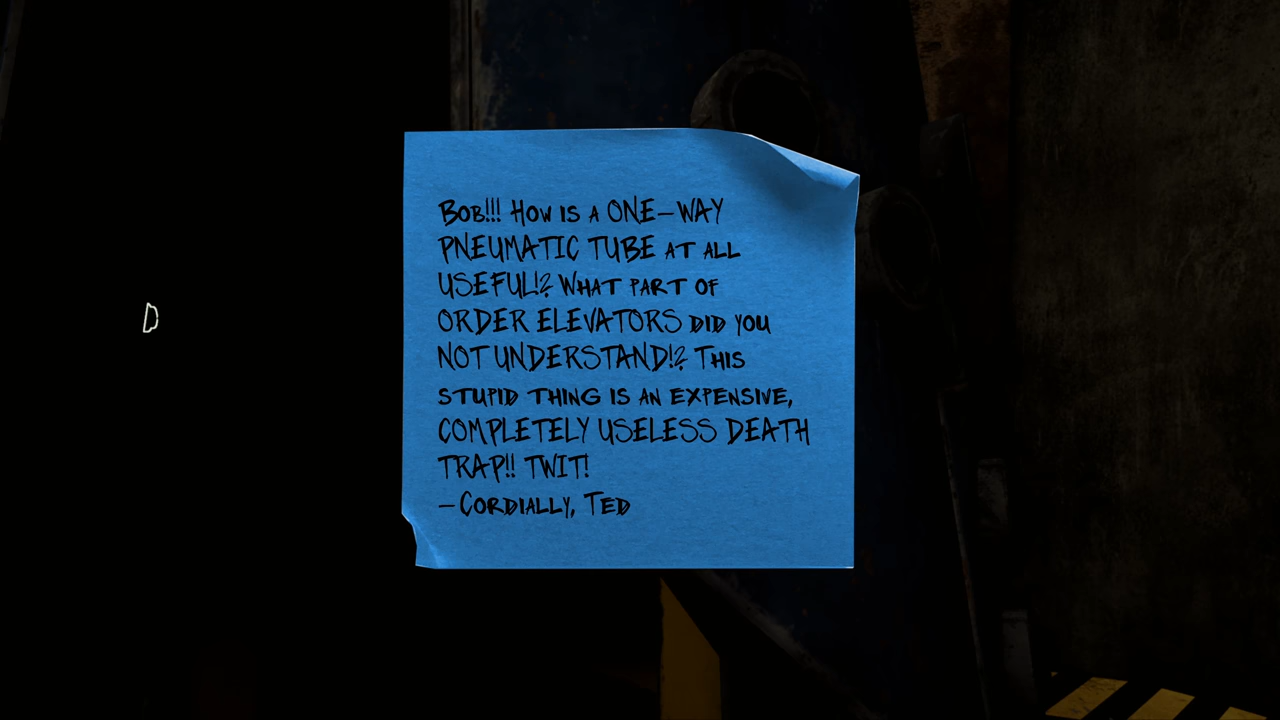 D
Bob!!! How is a ONE-WAY
PNEUMATIC TUBE at all
USEFUL!? What part of
ORDER ELEVATORS did you
NOT UNDERSTAND!? This
stupid thing is an expensive,
COMPLETELY USELESS DEATH
TRAP!! TWIT!
-Cordially, Ted